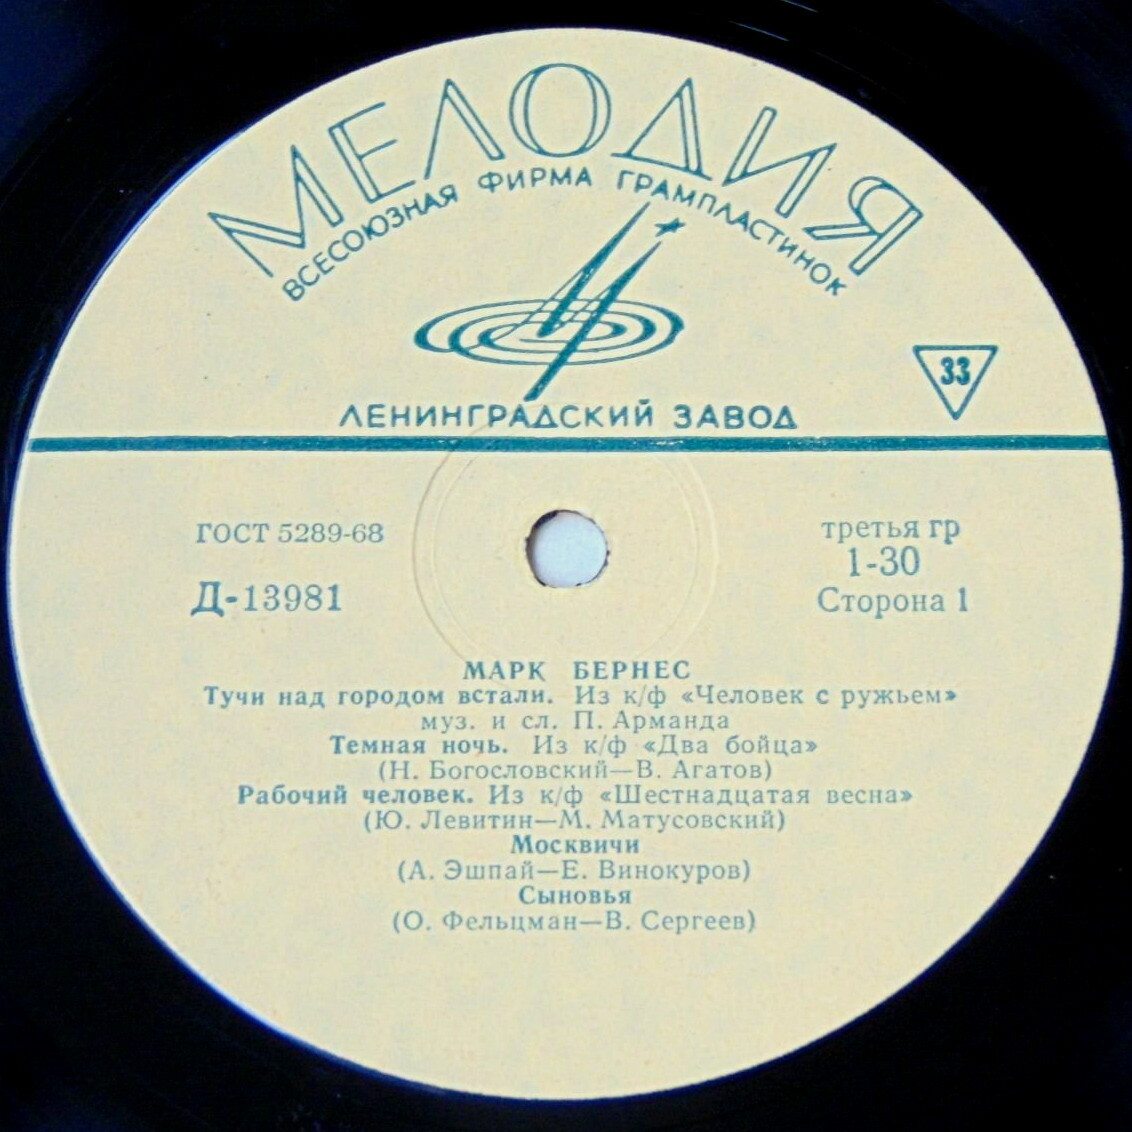 МЕЛОДИЯ
ВСЕСОЮЗНАЯ ФИРМА ГРАМПЛАСТИНОК
33
ЛЕНИНГРАДСКИЙ ЗАВОД
ГОСТ 5289-68
третья гр
1-30
Д-13981
Сторона 1
МАРК БЕРНЕС
Тучи над городом встали. Из к/ф «Человек с ружьем»
муз. и сл. П. Арманда
Темная ночь. Из к/ф «Два бойца»
(Н. Богословский—В. Агатов)
Рабочий человек. Из к/ф «Шестнадцатая весна»
(Ю. Левитин—М. Матусовский)
Москвичи
(А. Эшпай—Е. Винокуров)
Сыновья
(О. Фельцман—В. Сергеев)